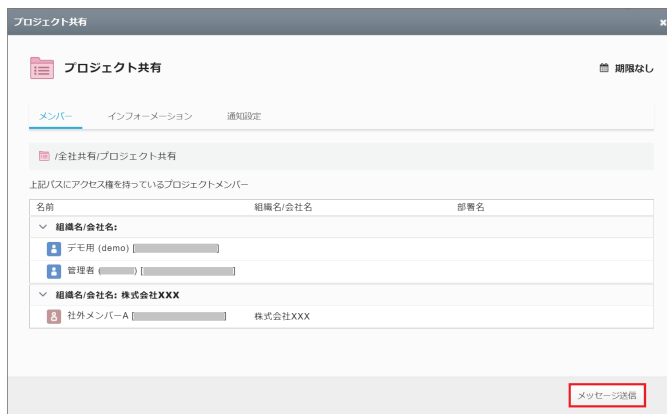 プロジェクト共有
プロジェクト共有
期限なし
メンバー インフォーメーション 通知設定
/全社共有/プロジェクト共有
上記パスにアクセス権を持っているプロジェクトメンバー
名前 組織名/会社名 部署名
組織名/会社名:
デモ用 (demo) [ ]
管理者 ( ) [ ]
組織名/会社名: 株式会社XXX
社外メンバーA [ ] 株式会社XXX
メッセージ送信